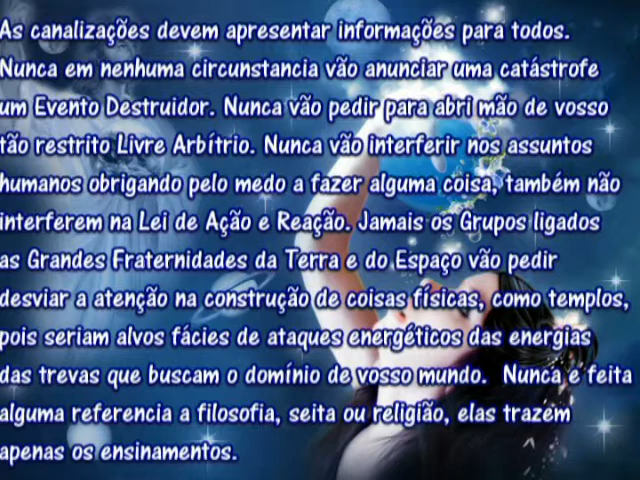 As canalizações devem apresentar informações para todos.
Nunca em nenhuma circunstancia vão anunciar uma catástrofe
um Evento Destruidor. Nunca vão pedir para abri mão de vosso
tão restrito Livre Arbítrio. Nunca vão interferir nos assuntos
humanos obrigando pelo medo a fazer alguma coisa, também não
interferem na Lei de Ação e Reação. Jamais os Grupos ligados
as Grandes Fraternidades da Terra e do Espaço vão pedir
desviar a atenção na construção de coisas físicas, como templos,
pois seriam alvos fácies de ataques energéticos das energias
das trevas que buscam o domínio de vosso mundo. Nunca é feita
alguma referencia a filosofia, seita ou religião, elas trazem
apenas os ensinamentos.